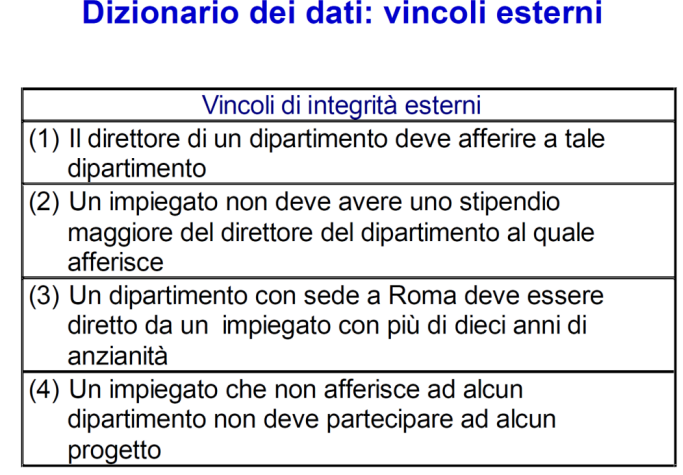 Dizionario dei dati: vincoli esterni
Vincoli di integrità esterni
(1) Il direttore di un dipartimento deve afferire a tale
dipartimento
(2) Un impiegato non deve avere uno stipendio
maggiore del direttore del dipartimento al quale
afferisce
(3) Un dipartimento con sede a Roma deve essere
diretto da un impiegato con più di dieci anni di
anzianità
(4) Un impiegato che non afferisce ad alcun
dipartimento non deve partecipare ad alcun
progetto